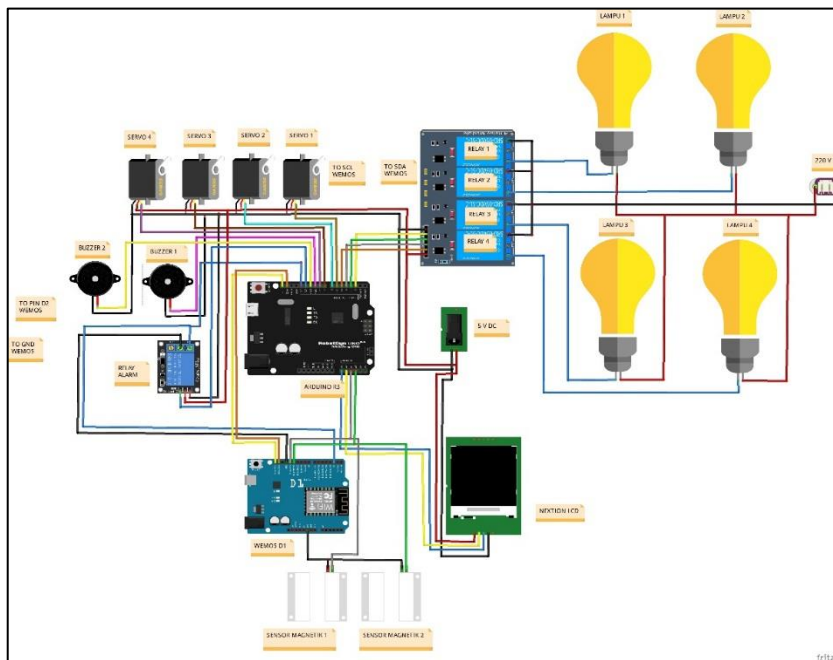 LAMPU 1
LAMPU 2
SERVO 4
SERVO 3
SERVO 2
SERVO 1
TO SCL
WEMOS
TO SDA
WEMOS
RELAY 1
RELAY 2
RELAY 3
RELAY 4
220 V
BUZZER 2
BUZZER 1
LAMPU 3
LAMPU 4
TO PIN D2
WEMOS
TO GND
WEMOS
5 V DC
RELAY
ALARM
ARDUINO R3
D1
NEXTION LCD
WEMOS D1
SENSOR MAGNETIK 1
SENSOR MAGNETIK 2